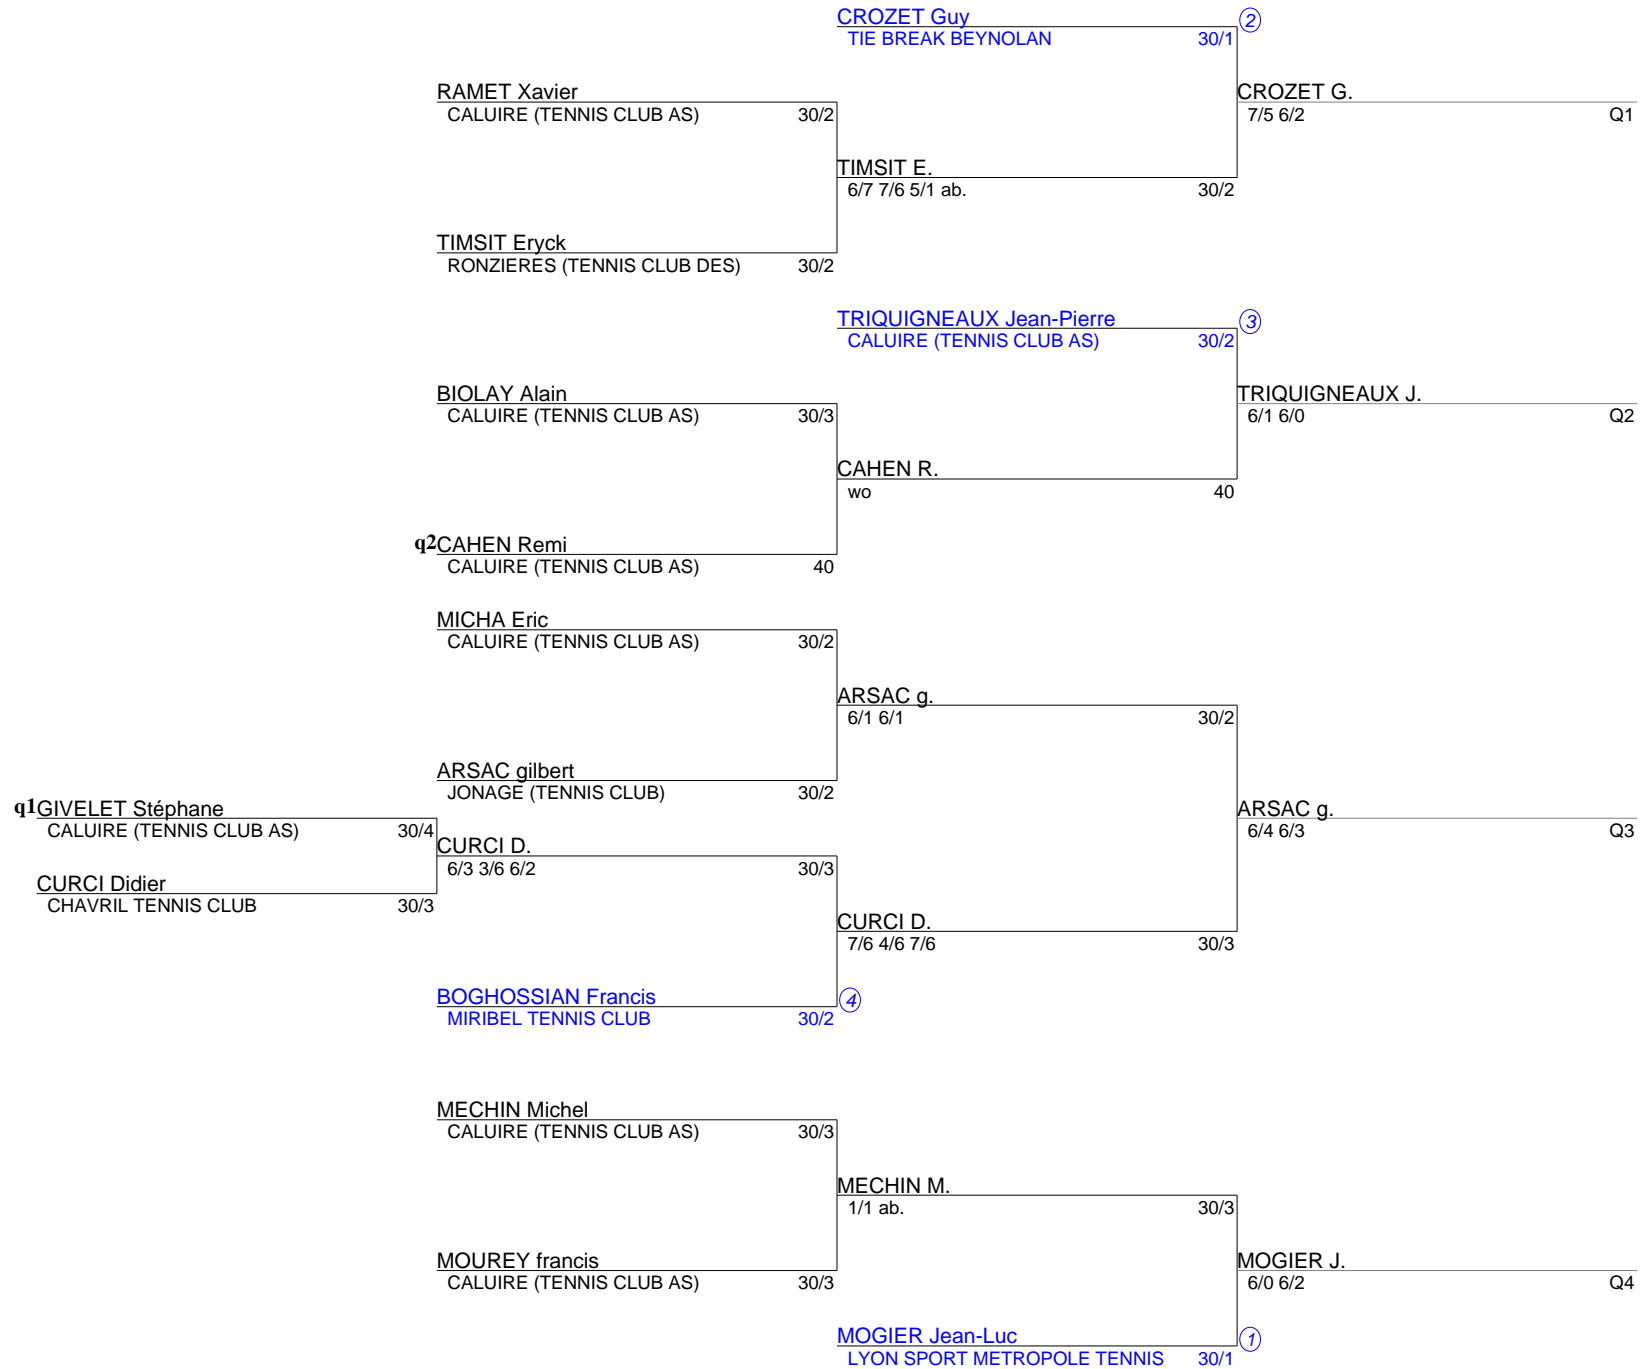 CROZET Guy 2
TIE BREAK BEYNOLAN 30/1
RAMET Xavier
CALUIRE (TENNIS CLUB AS) 30/2
CROZET G.
7/5 6/2 Q1
TIMSIT E.
6/7 7/6 5/1 ab. 30/2
TIMSIT Eryck
RONZIERES (TENNIS CLUB DES) 30/2
TRIQUIGNEAUX Jean-Pierre 3
CALUIRE (TENNIS CLUB AS) 30/2
BIOLAY Alain
CALUIRE (TENNIS CLUB AS) 30/3
TRIQUIGNEAUX J.
6/1 6/0 Q2
CAHEN R.
wo 40
q2 CAHEN Remi
CALUIRE (TENNIS CLUB AS) 40
MICHA Eric
CALUIRE (TENNIS CLUB AS) 30/2
ARSAC g.
6/1 6/1 30/2
ARSAC gilbert
JONAGE (TENNIS CLUB) 30/2
q1 GIVELET Stéphane
CALUIRE (TENNIS CLUB AS) 30/4
ARSAC g.
6/4 6/3 Q3
CURCI D.
6/3 3/6 6/2 30/3
CURCI Didier
CHAVRIL TENNIS CLUB 30/3
CURCI D.
7/6 4/6 7/6 30/3
BOGHOSSIAN Francis 4
MIRIBEL TENNIS CLUB 30/2
MECHIN Michel
CALUIRE (TENNIS CLUB AS) 30/3
MECHIN M.
1/1 ab. 30/3
MOUREY francis
CALUIRE (TENNIS CLUB AS) 30/3
MOGIER J.
6/0 6/2 Q4
MOGIER Jean-Luc 1
LYON SPORT METROPOLE TENNIS 30/1